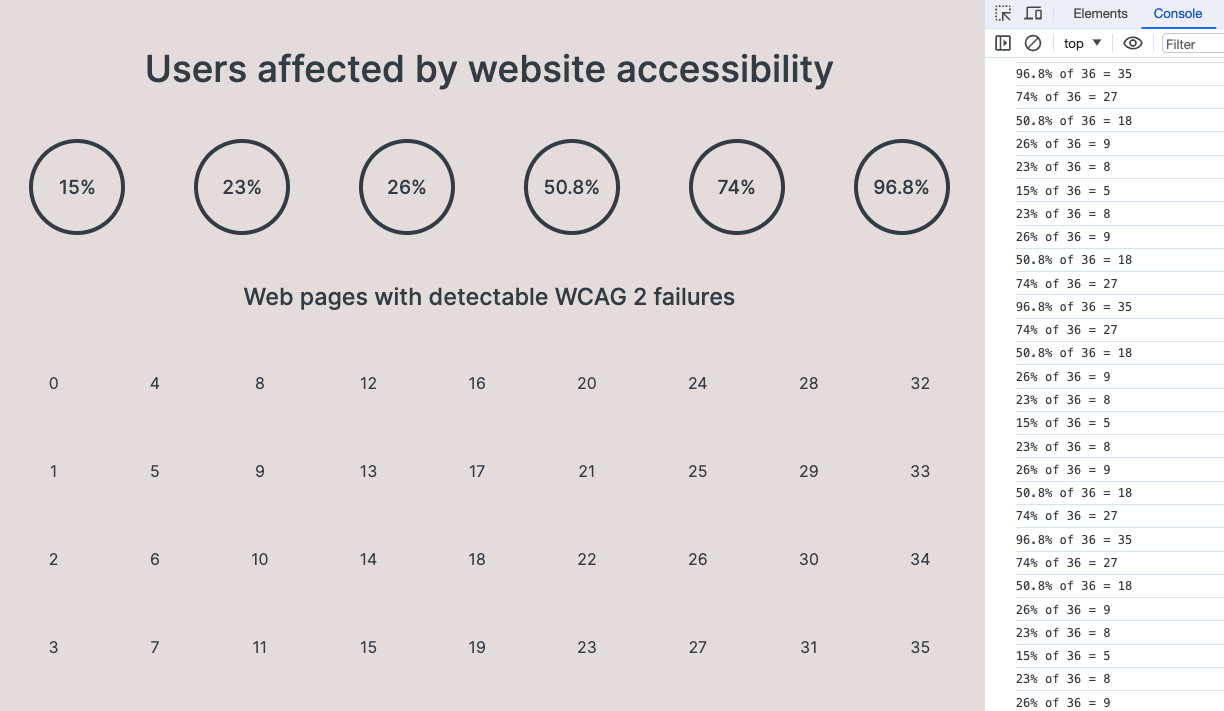 Users affected by website accessibility
15% 23% 26% 50.8% 74% 96.8%
Web pages with detectable WCAG 2 failures
0 4 8 12 16 20 24 28 32
1 5 9 13 17 21 25 29 33
2 6 10 14 18 22 26 30 34
3 7 11 15 19 23 27 31 35
Elements Console
top Filter
96.8% of 36 = 35
74% of 36 = 27
50.8% of 36 = 18
26% of 36 = 9
23% of 36 = 8
15% of 36 = 5
23% of 36 = 8
26% of 36 = 9
50.8% of 36 = 18
74% of 36 = 27
96.8% of 36 = 35
74% of 36 = 27
50.8% of 36 = 18
26% of 36 = 9
23% of 36 = 8
15% of 36 = 5
23% of 36 = 8
26% of 36 = 9
50.8% of 36 = 18
74% of 36 = 27
96.8% of 36 = 35
74% of 36 = 27
50.8% of 36 = 18
26% of 36 = 9
23% of 36 = 8
15% of 36 = 5
23% of 36 = 8
26% of 36 = 9